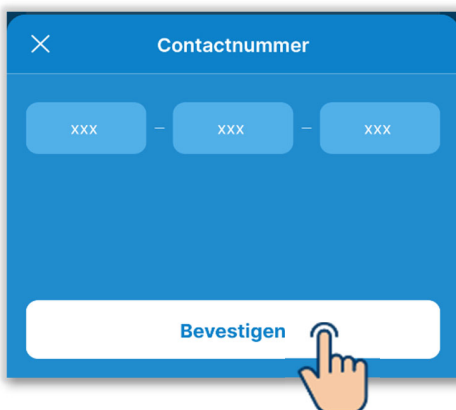 Contactnummer
xxx – xxx – xxx
Bevestigen